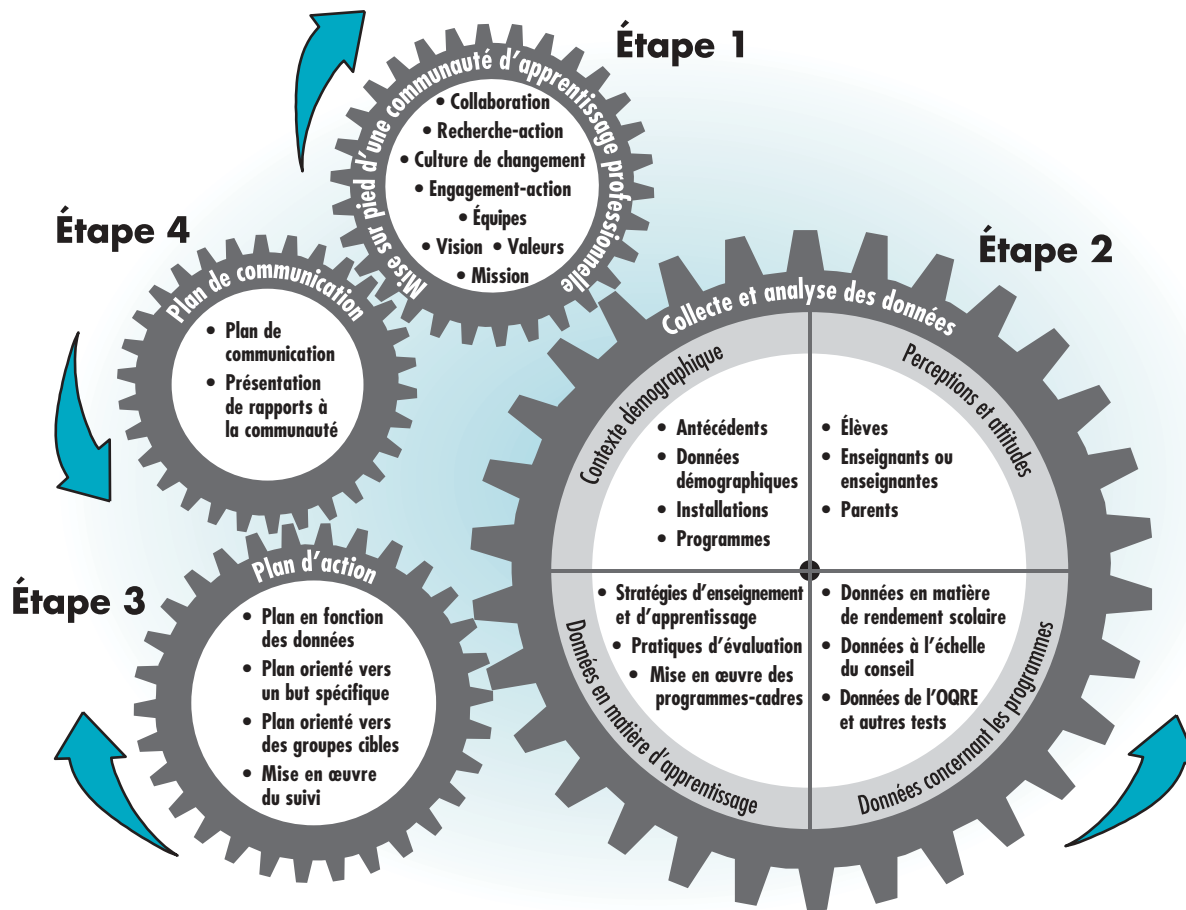 Étape 1
Mise sur pied d'une communauté d'apprentissage professionnelle
• Collaboration
• Recherche-action
• Culture de changement
• Engagement-action
• Équipes
• Vision • Valeurs
• Mission
Étape 2
Collecte et analyse des données
Contexte démographique
• Antécédents
• Données
démographiques
• Installations
• Programmes
Perceptions et attitudes
• Élèves
• Enseignants ou
enseignantes
• Parents
Données en matière d'apprentissage
• Stratégies d'enseignement
et d'apprentissage
• Pratiques d'évaluation
• Mise en œuvre des
programmes-cadres
Données concernant les programmes
• Données en matière
de rendement scolaire
• Données à l'échelle
du conseil
• Données de l'OQRE
et autres tests
Étape 3
Plan d'action
• Plan en fonction
des données
• Plan orienté vers
un but spécifique
• Plan orienté vers
des groupes cibles
• Mise en œuvre
du suivi
Étape 4
Plan de communication
• Plan de
communication
• Présentation
de rapports à
la communauté